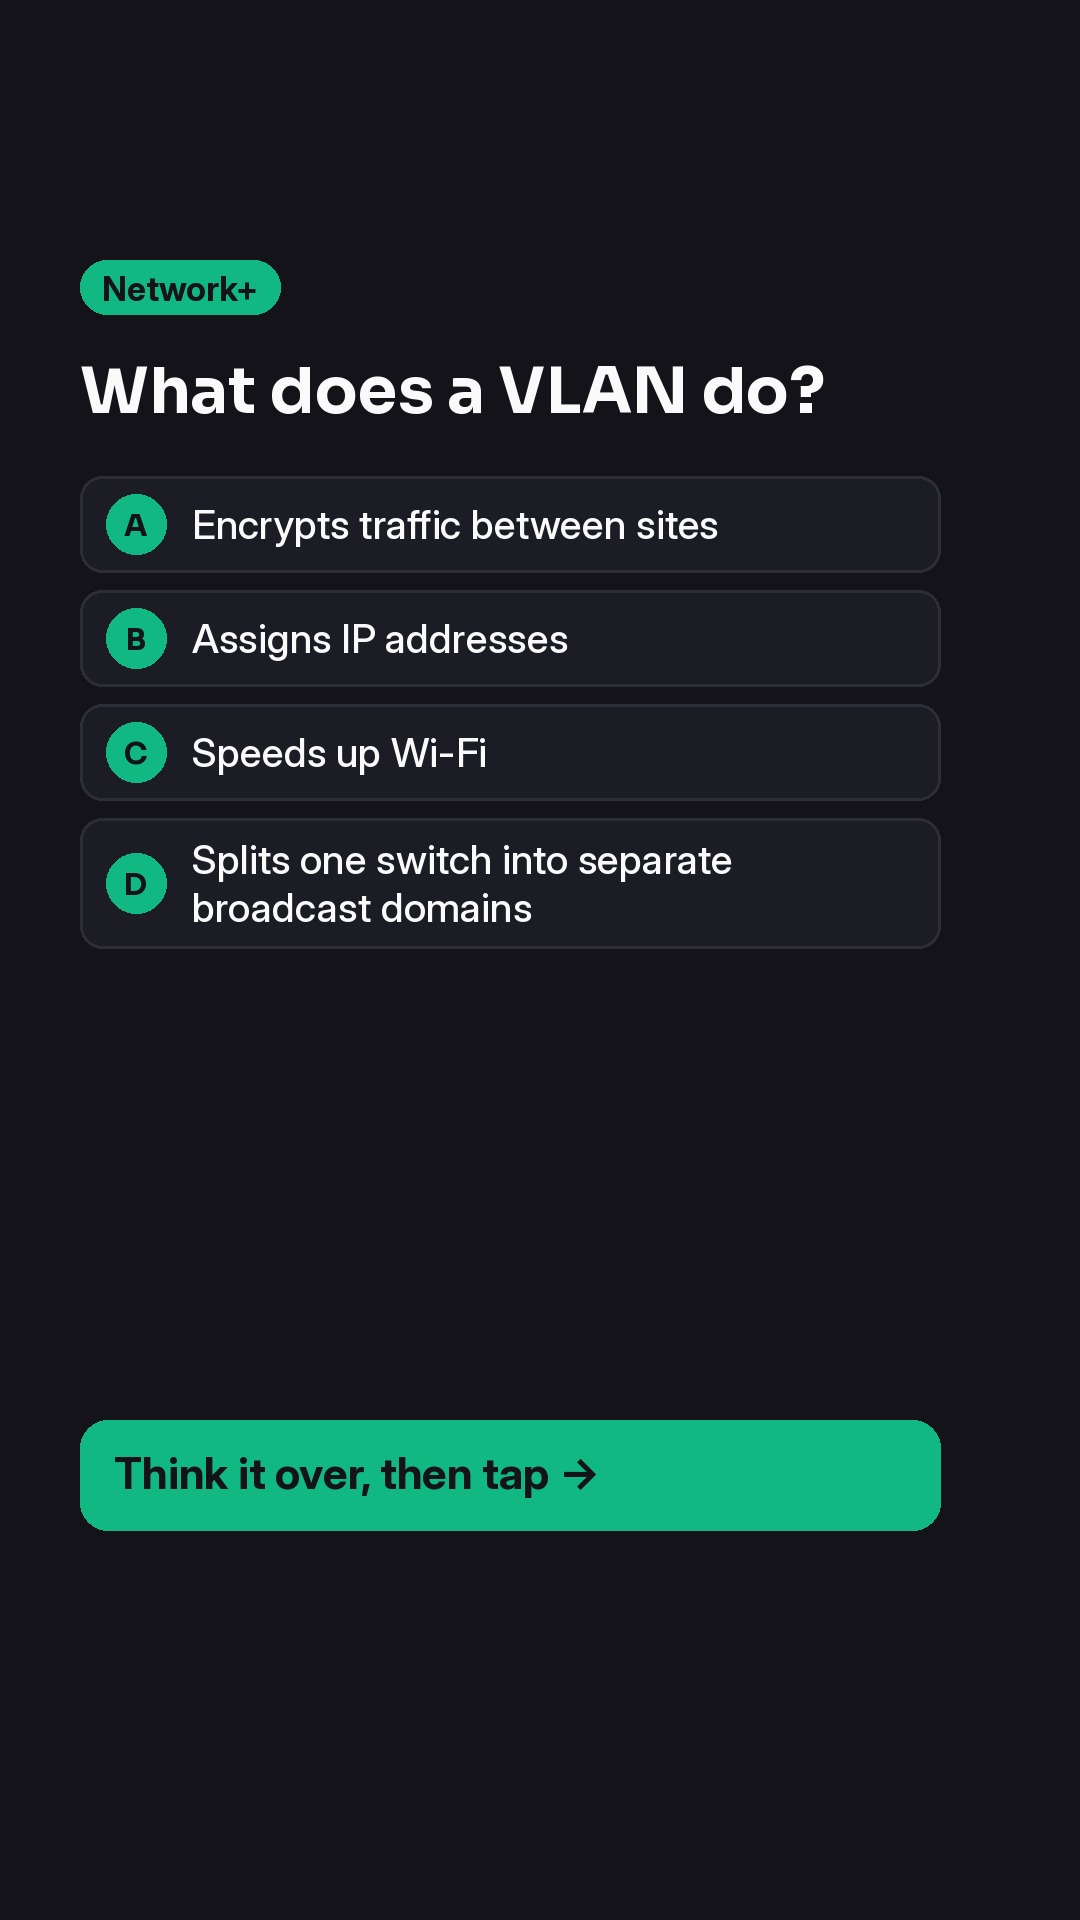 Network+
What does a VLAN do?
A Encrypts traffic between sites
B Assigns IP addresses
C Speeds up Wi-Fi
D Splits one switch into separate
broadcast domains
Think it over, then tap →